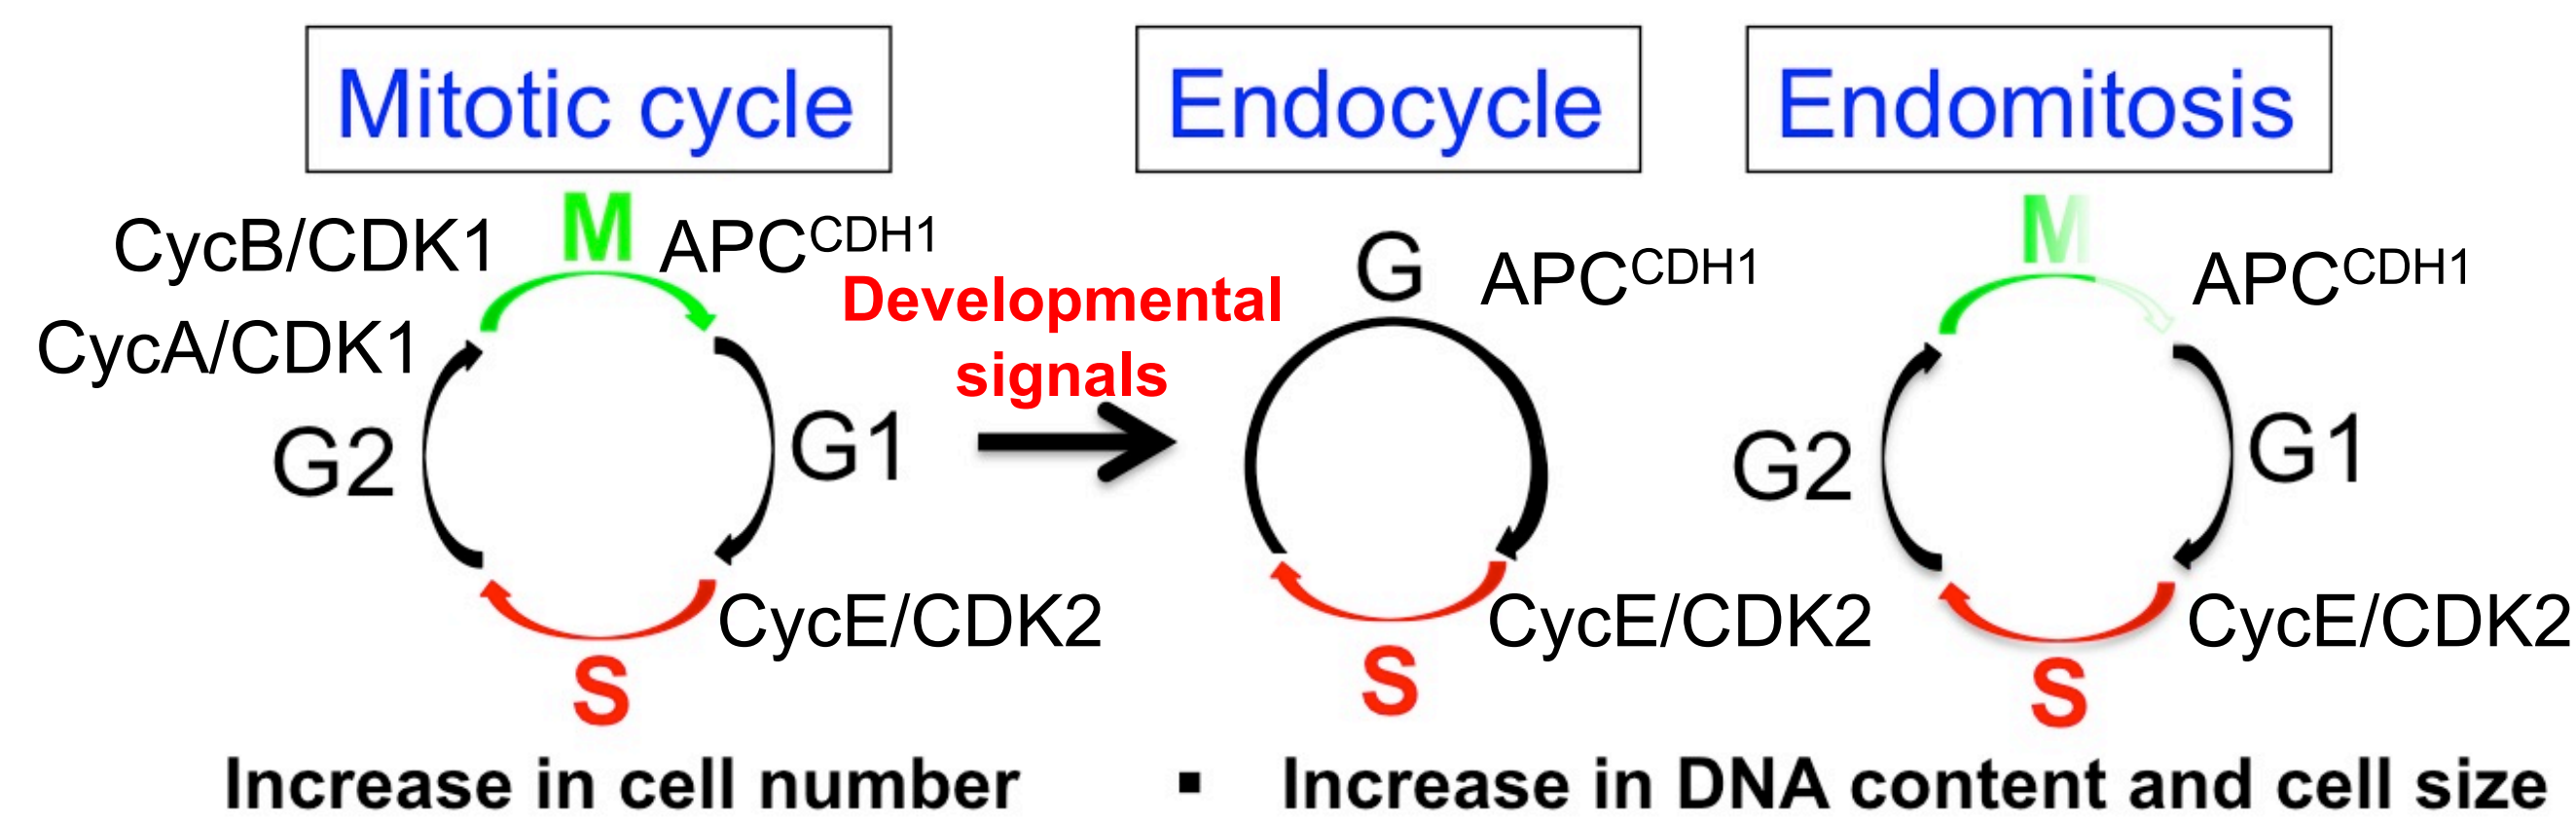 Mitotic cycle
Endocycle
Endomitosis
CycB/CDK1
M
APCCDH1
CycA/CDK1
G2
G1
CycE/CDK2
S
Developmental
signals
G
APCCDH1
CycE/CDK2
S
M
APCCDH1
G2
G1
CycE/CDK2
S
Increase in cell number
▪ Increase in DNA content and cell size